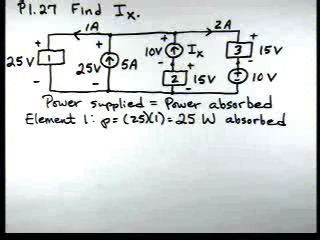 P1.27 Find Ix.
1A
2A
+ + + +
25V 1 25V 5A 10V Ix 3 15V
- - - -
+ +
2 15V 10V
- -
Power supplied = Power absorbed
Element 1: p = (25)(1) = 25 W absorbed